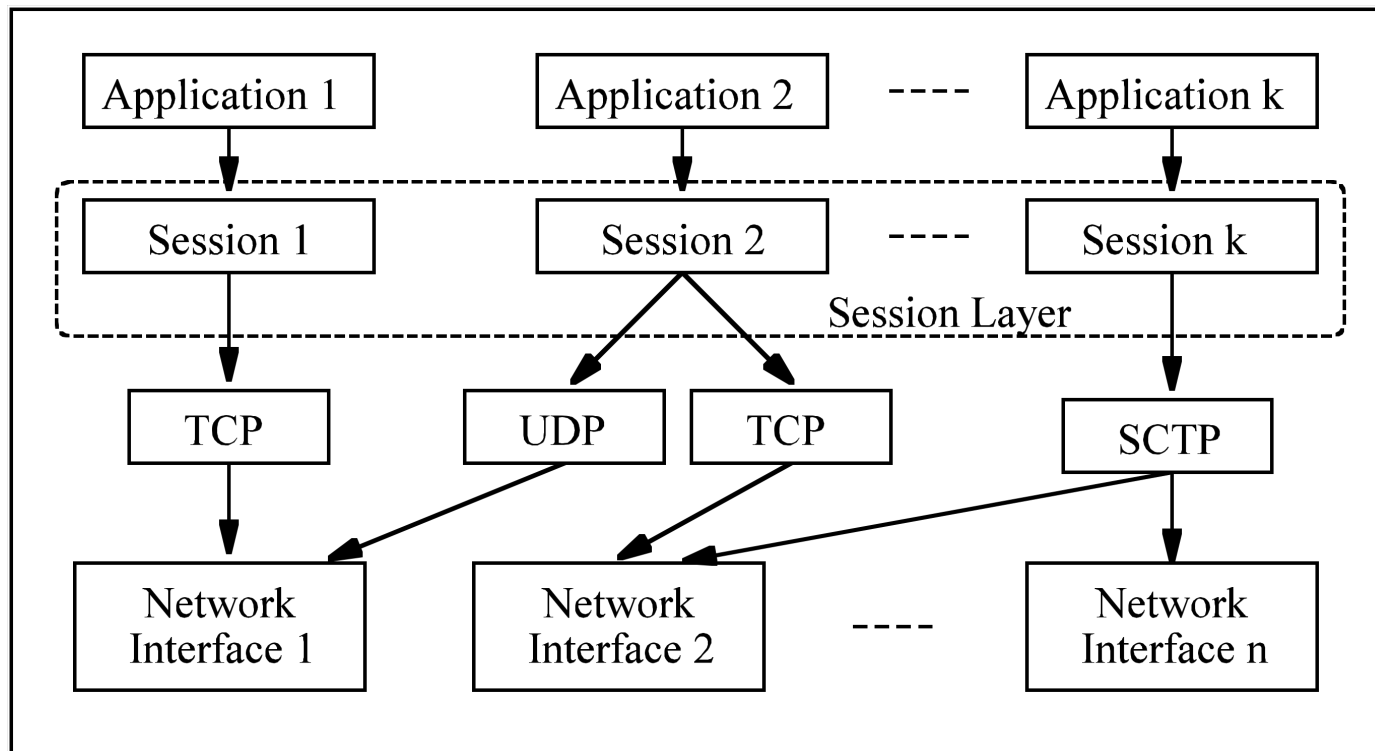 Application 1
Application 2
Application k
Session 1
Session 2
Session k
Session Layer
TCP
UDP
TCP
SCTP
Network
Interface 1
Network
Interface 2
Network
Interface n